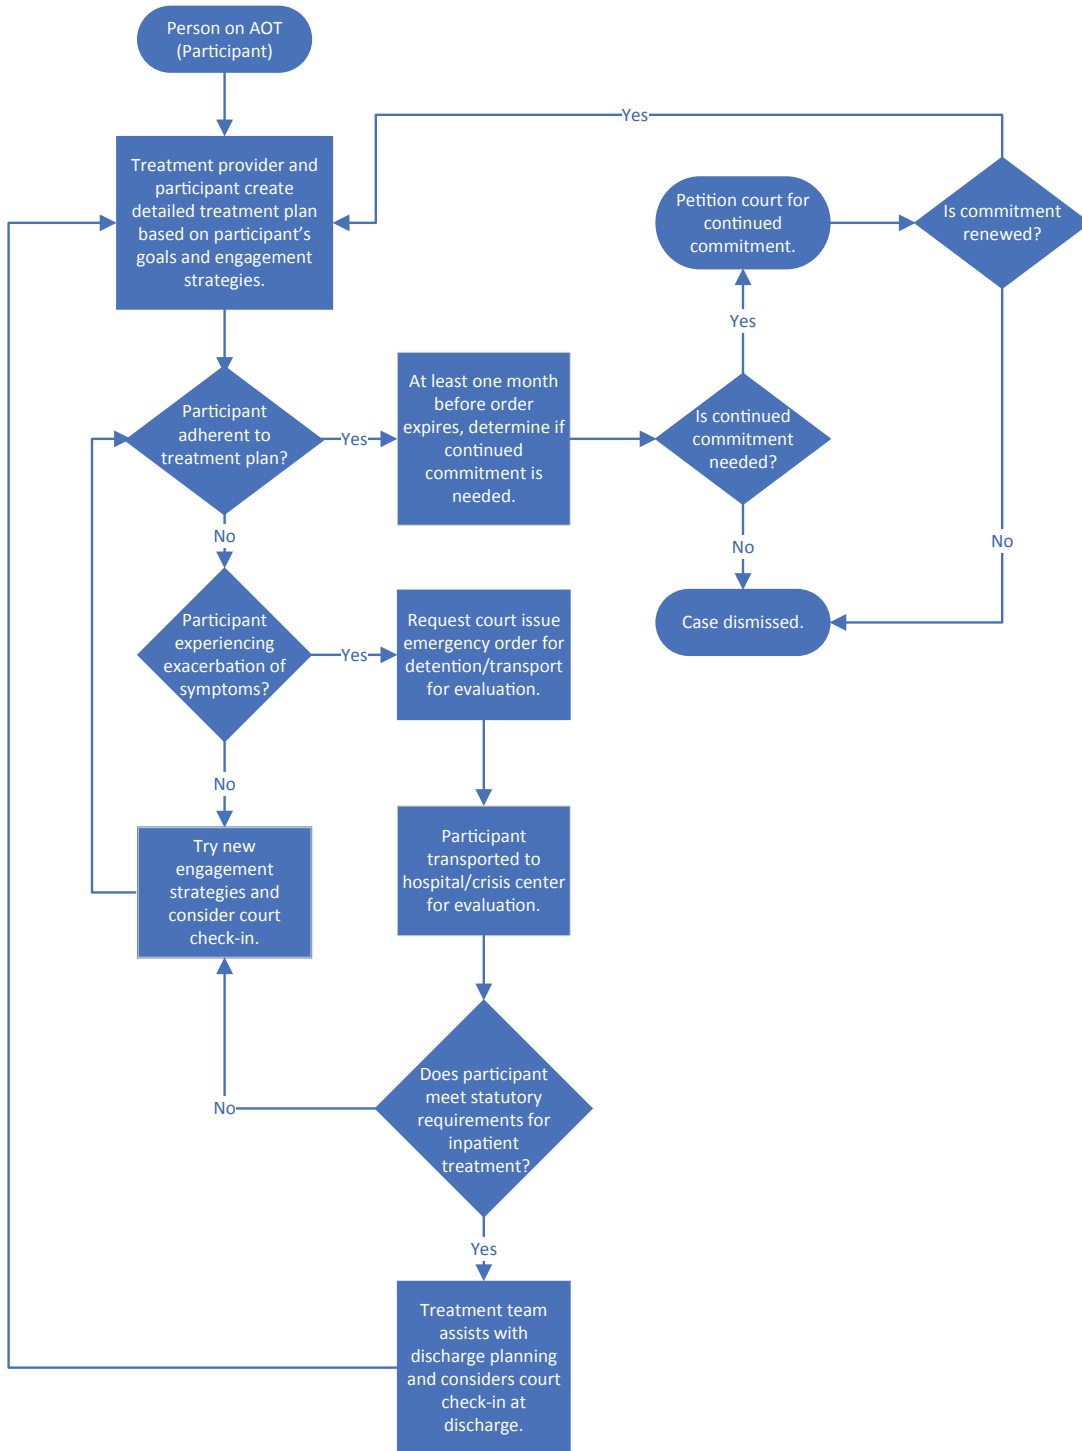 Person on AOT
(Participant)
Yes
Treatment provider and
participant create
detailed treatment plan
based on participant's
goals and engagement
strategies.
Petition court for
continued
commitment.
Is commitment
renewed?
Yes
Participant
adherent to
treatment plan?
Yes
At least one month
before order
expires, determine if
continued
commitment is
needed.
Is continued
commitment
needed?
No
No
No
Participant
experiencing
exacerbation of
symptoms?
Yes
Request court issue
emergency order for
detention/transport
for evaluation.
Case dismissed.
No
Try new
engagement
strategies and
consider court
check-in.
Participant
transported to
hospital/crisis center
for evaluation.
No
Does participant
meet statutory
requirements for
inpatient
treatment?
Yes
Treatment team
assists with
discharge planning
and considers court
check-in at
discharge.